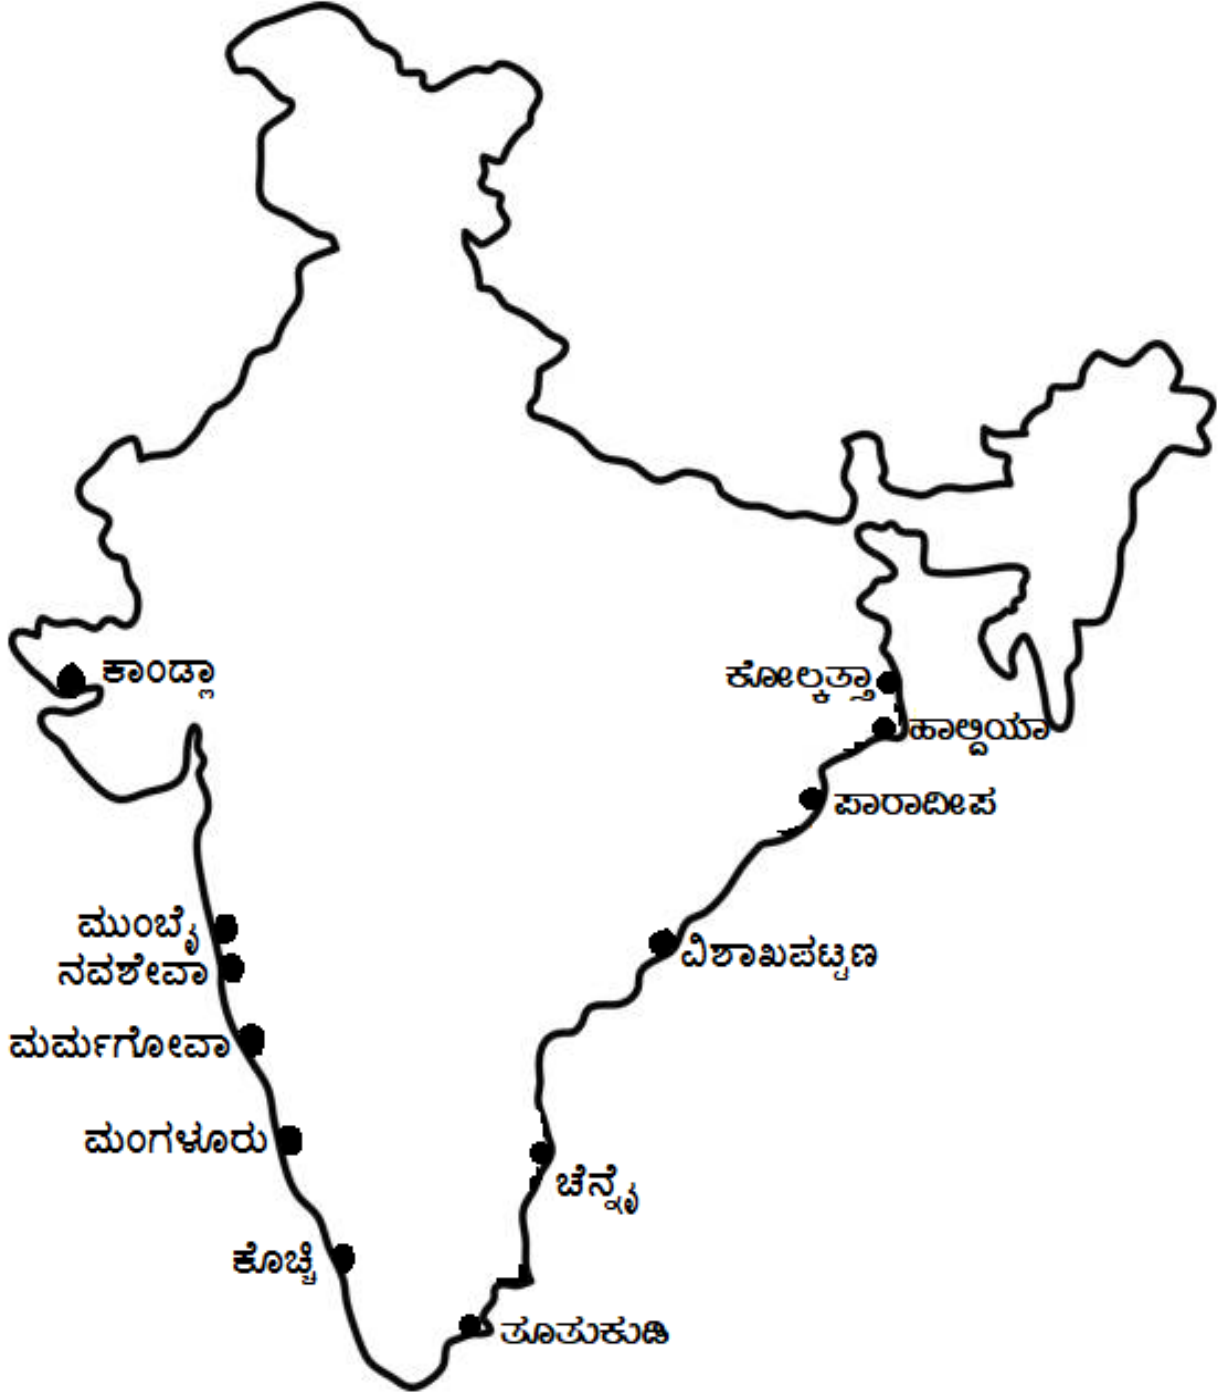 ಕಾಂಡ್ಲಾ
ಕೋಲ್ಕತ್ತಾ
ಹಾಲ್ದಿಯಾ
ಪಾರಾದೀಪ
ಮುಂಬೈ
ನವಶೇವಾ
ವಿಶಾಖಪಟ್ಟಣ
ಮರ್ಮಗೋವಾ
ಮಂಗಳೂರು
ಚೆನ್ನೈ
ಕೊಚ್ಚಿ
ತೂತುಕುಡಿ